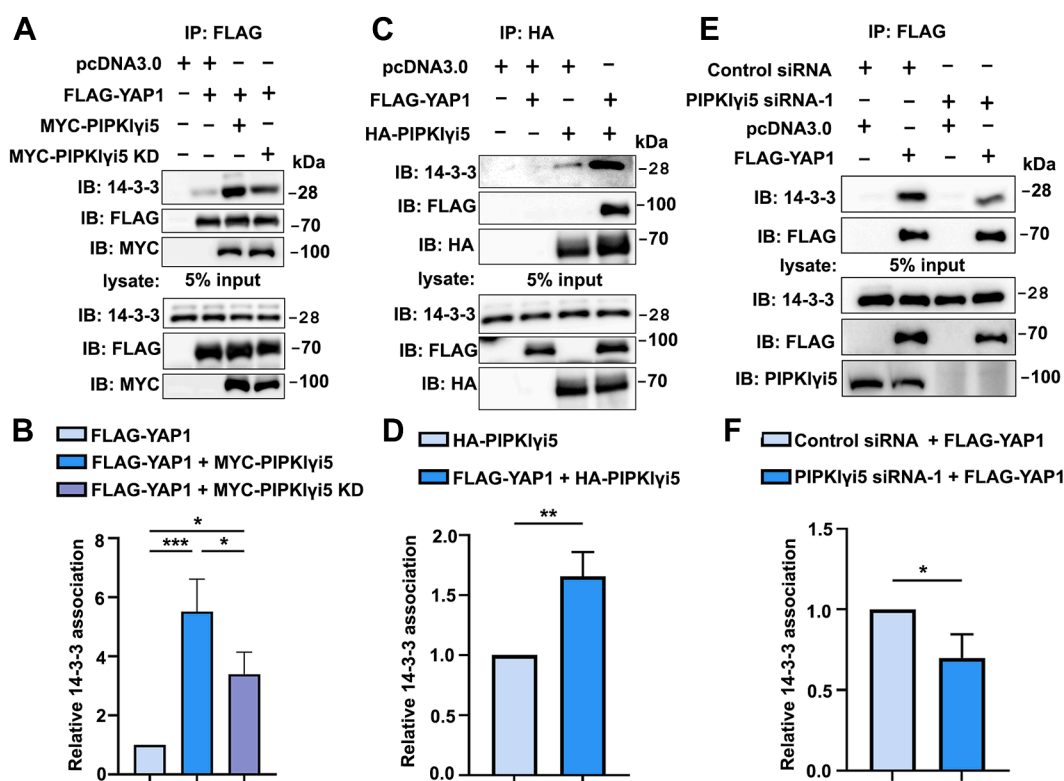 A
IP: FLAG
pcDNA3.0 + + – –
FLAG-YAP1 – + + +
MYC-PIPKIγi5 – – + –
MYC-PIPKIγi5 KD – – – +
kDa
IB: 14-3-3 –28
IB: FLAG –70
IB: MYC –100
lysate: 5% input
IB: 14-3-3 –28
IB: FLAG –70
IB: MYC –100
B
FLAG-YAP1
FLAG-YAP1 + MYC-PIPKIγi5
FLAG-YAP1 + MYC-PIPKIγi5 KD
Relative 14-3-3 association
*
*** *
8
6
4
2
0
C
IP: HA
pcDNA3.0 + + + –
FLAG-YAP1 – + – +
HA-PIPKIγi5 – – + +
kDa
IB: 14-3-3 –28
IB: FLAG –100
IB: HA –70
lysate: 5% input
IB: 14-3-3 –28
IB: FLAG –100
IB: HA –70
D
HA-PIPKIγi5
FLAG-YAP1 + HA-PIPKIγi5
Relative 14-3-3 association
**
2.0
1.5
1.0
0.5
0.0
E
IP: FLAG
Control siRNA + + – –
PIPKIγi5 siRNA-1 – – + +
pcDNA3.0 + – + –
FLAG-YAP1 – + – +
kDa
IB: 14-3-3 –28
IB: FLAG –70
lysate: 5% input
IB: 14-3-3 –28
IB: FLAG –70
IB: PIPKIγi5 –100
F
Control siRNA + FLAG-YAP1
PIPKIγi5 siRNA-1 + FLAG-YAP1
Relative 14-3-3 association
*
1.5
1.0
0.5
0.0